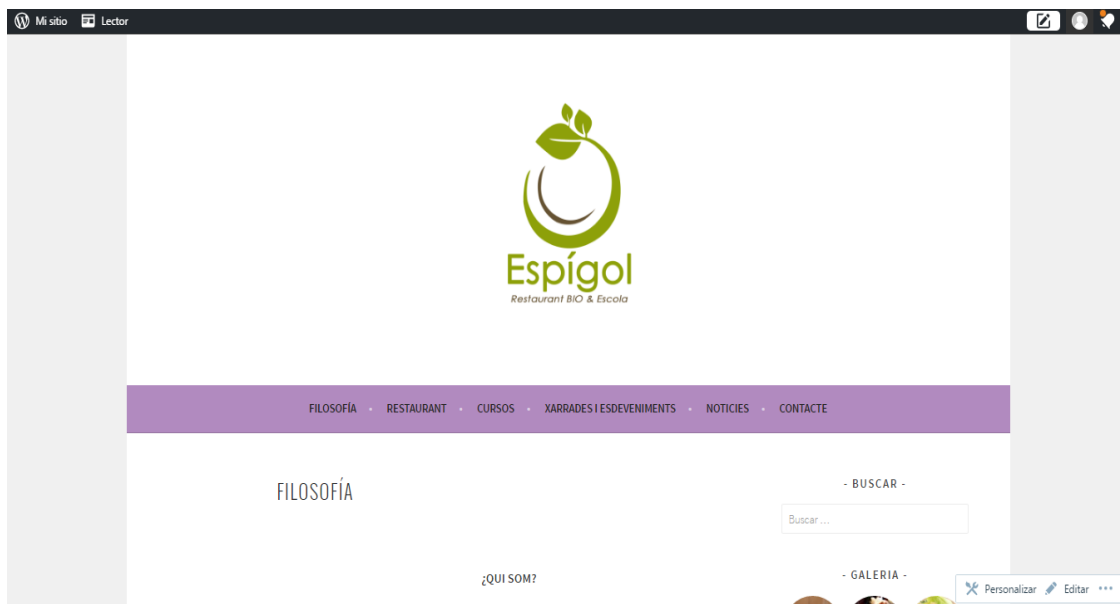 Mi sitio Lector
Espígol
Restaurant BIO & Escola
FILOSOFÍA RESTAURANT CURSOS XARRADES I ESDEVENIMENTS NOTICIES CONTACTE
FILOSOFÍA
- BUSCAR -
Buscar ...
¿QUI SOM?
- GALERIA -
Personalizar Editar